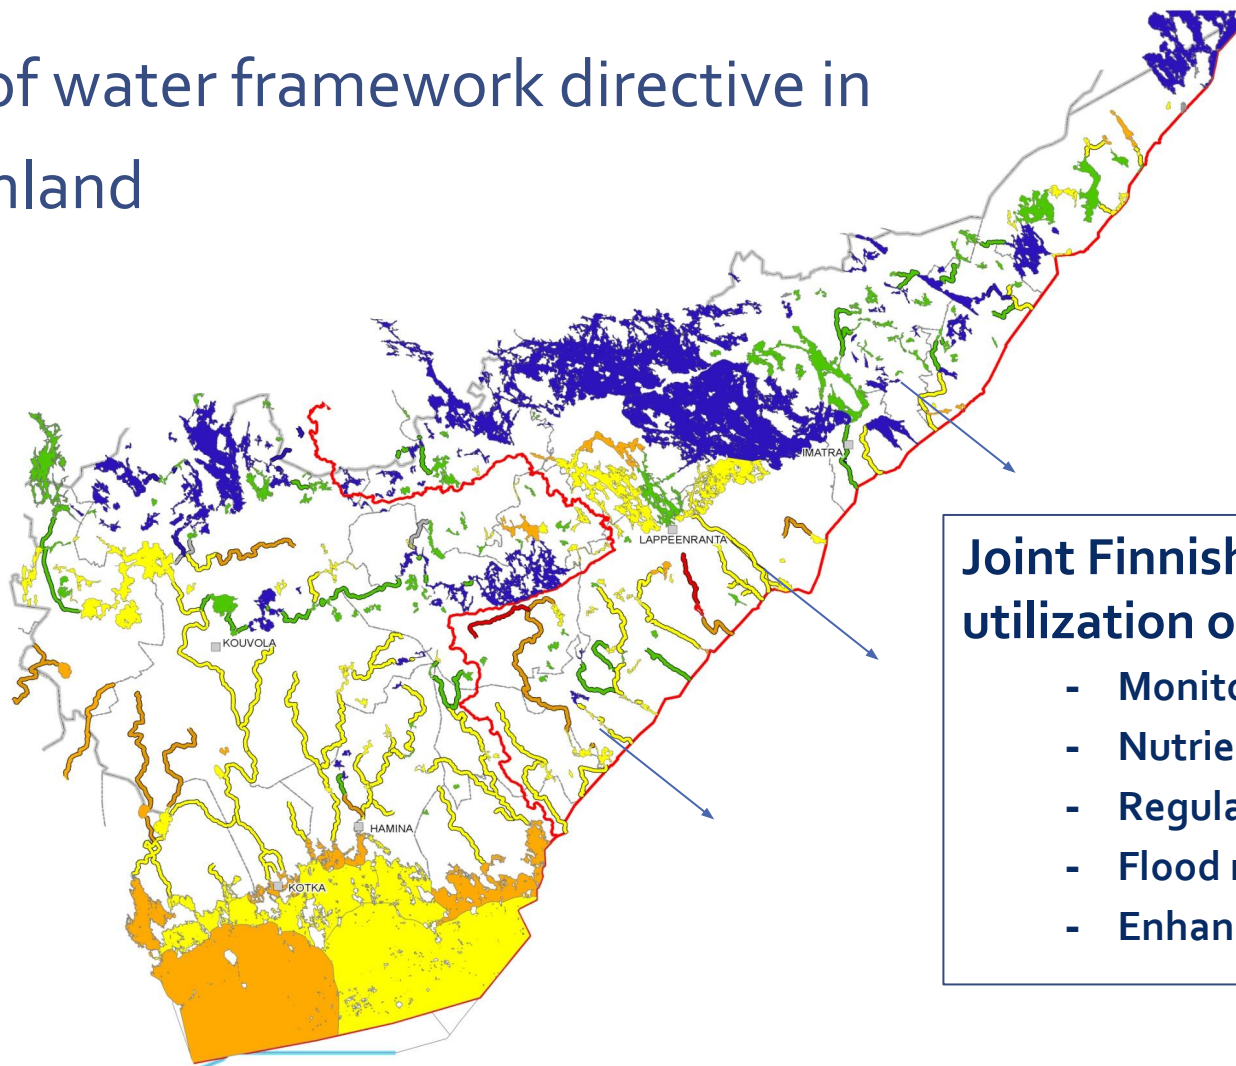 of water framework directive in
nland
IMATRA
LAPPEENRANTA
KOUVOLA
HAMINA
KOTKA
Joint Finnish
utilization o
- Monito
- Nutrie
- Regula
- Flood
- Enhan